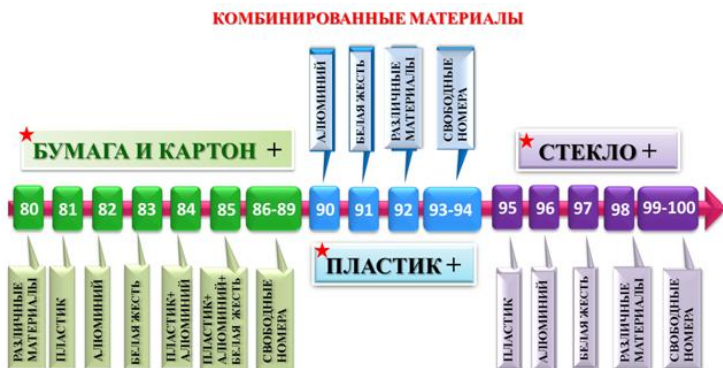 КОМБИНИРОВАННЫЕ МАТЕРИАЛЫ
АЛЮМИНИЙ
БЕЛАЯ ЖЕСТЬ
РАЗЛИЧНЫЕ
МАТЕРИАЛЫ
СВОБОДНЫЕ
НОМЕРА
БУМАГА И КАРТОН +
СТЕКЛО +
80 81 82 83 84 85 86-89 90 91 92 93-94 95 96 97 98 99-100
ПЛАСТИК +
РАЗЛИЧНЫЕ
МАТЕРИАЛЫ
ПЛАСТИК
АЛЮМИНИЙ
БЕЛАЯ ЖЕСТЬ
ПЛАСТИК+
АЛЮМИНИЙ
ПЛАСТИК+
АЛЮМИНИЙ+
БЕЛАЯ ЖЕСТЬ
СВОБОДНЫЕ
НОМЕРА
ПЛАСТИК
АЛЮМИНИЙ
БЕЛАЯ ЖЕСТЬ
РАЗЛИЧНЫЕ
МАТЕРИАЛЫ
СВОБОДНЫЕ
НОМЕРА